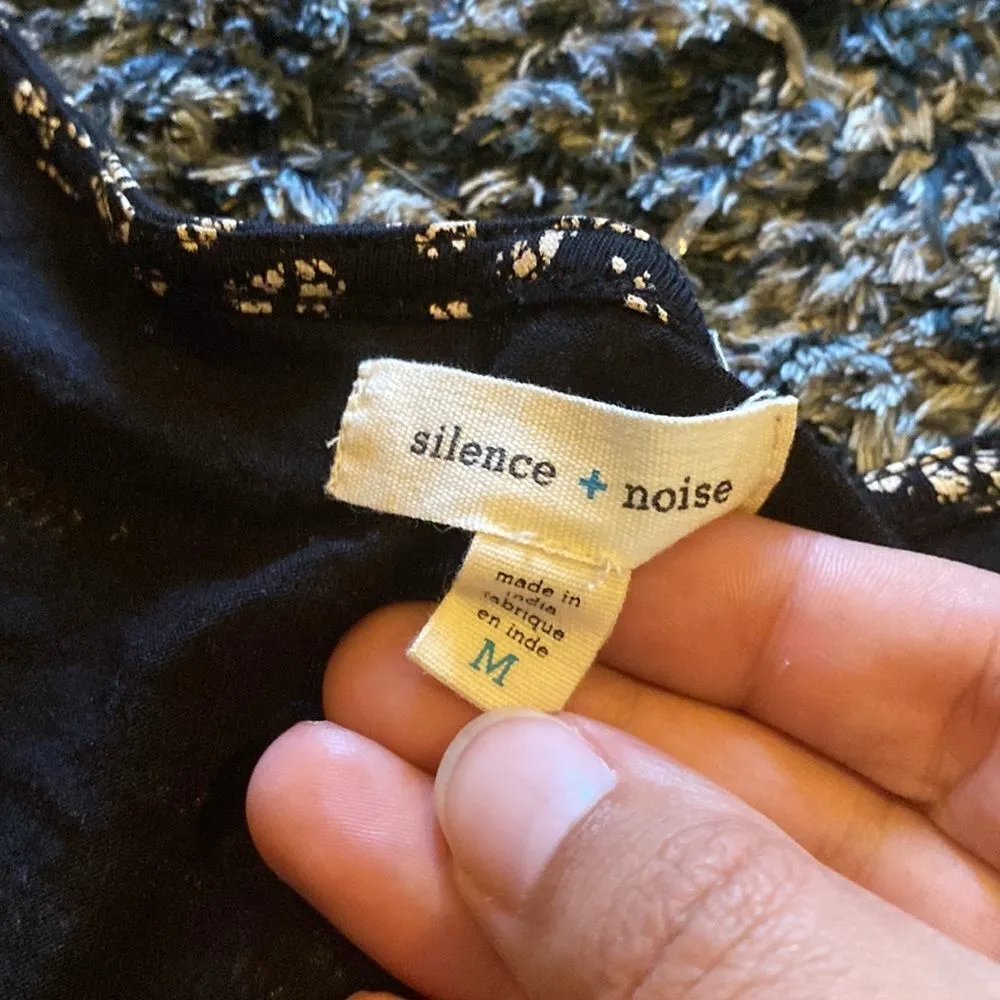 silence + noise
made in
india
fabrique
en inde
M